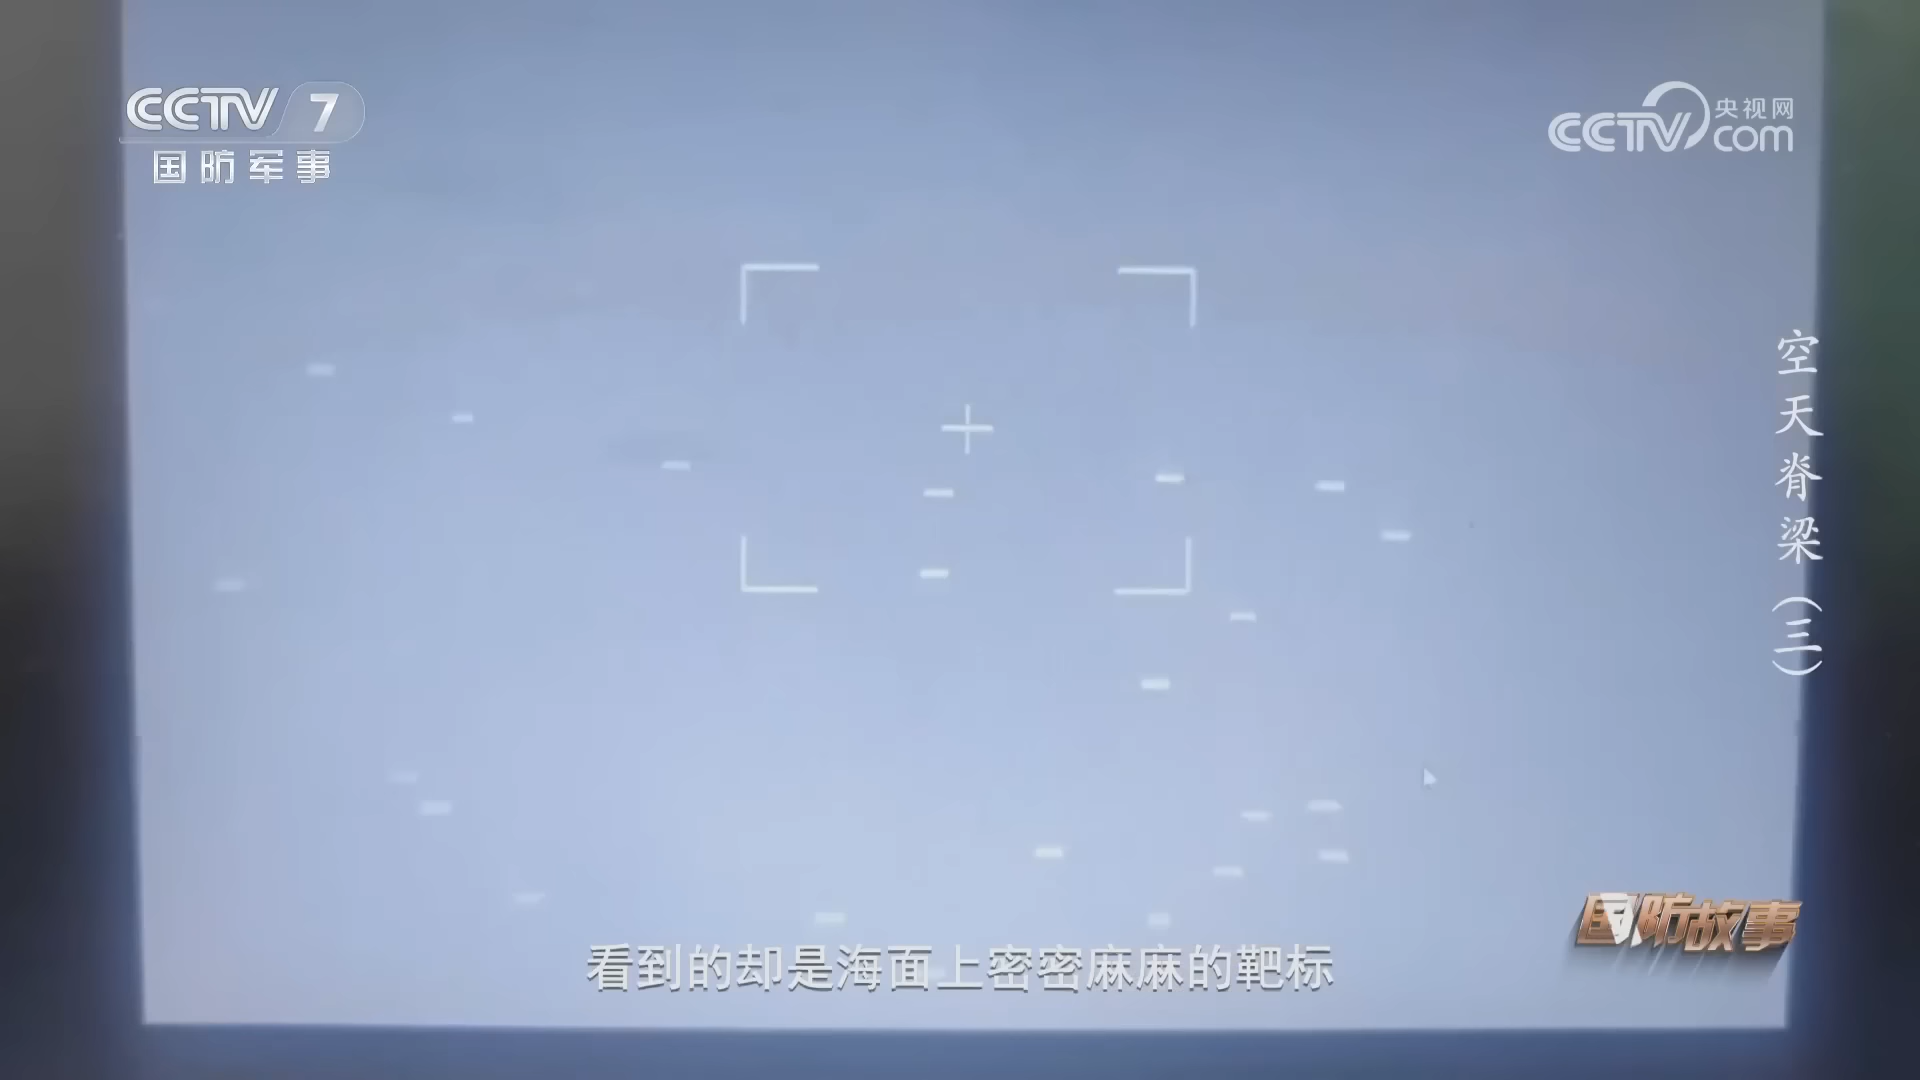 CCTV 7
国防军事
央视网
CCTV.com
空天脊梁（三）
国防故事
看到的却是海面上密密麻麻的靶标